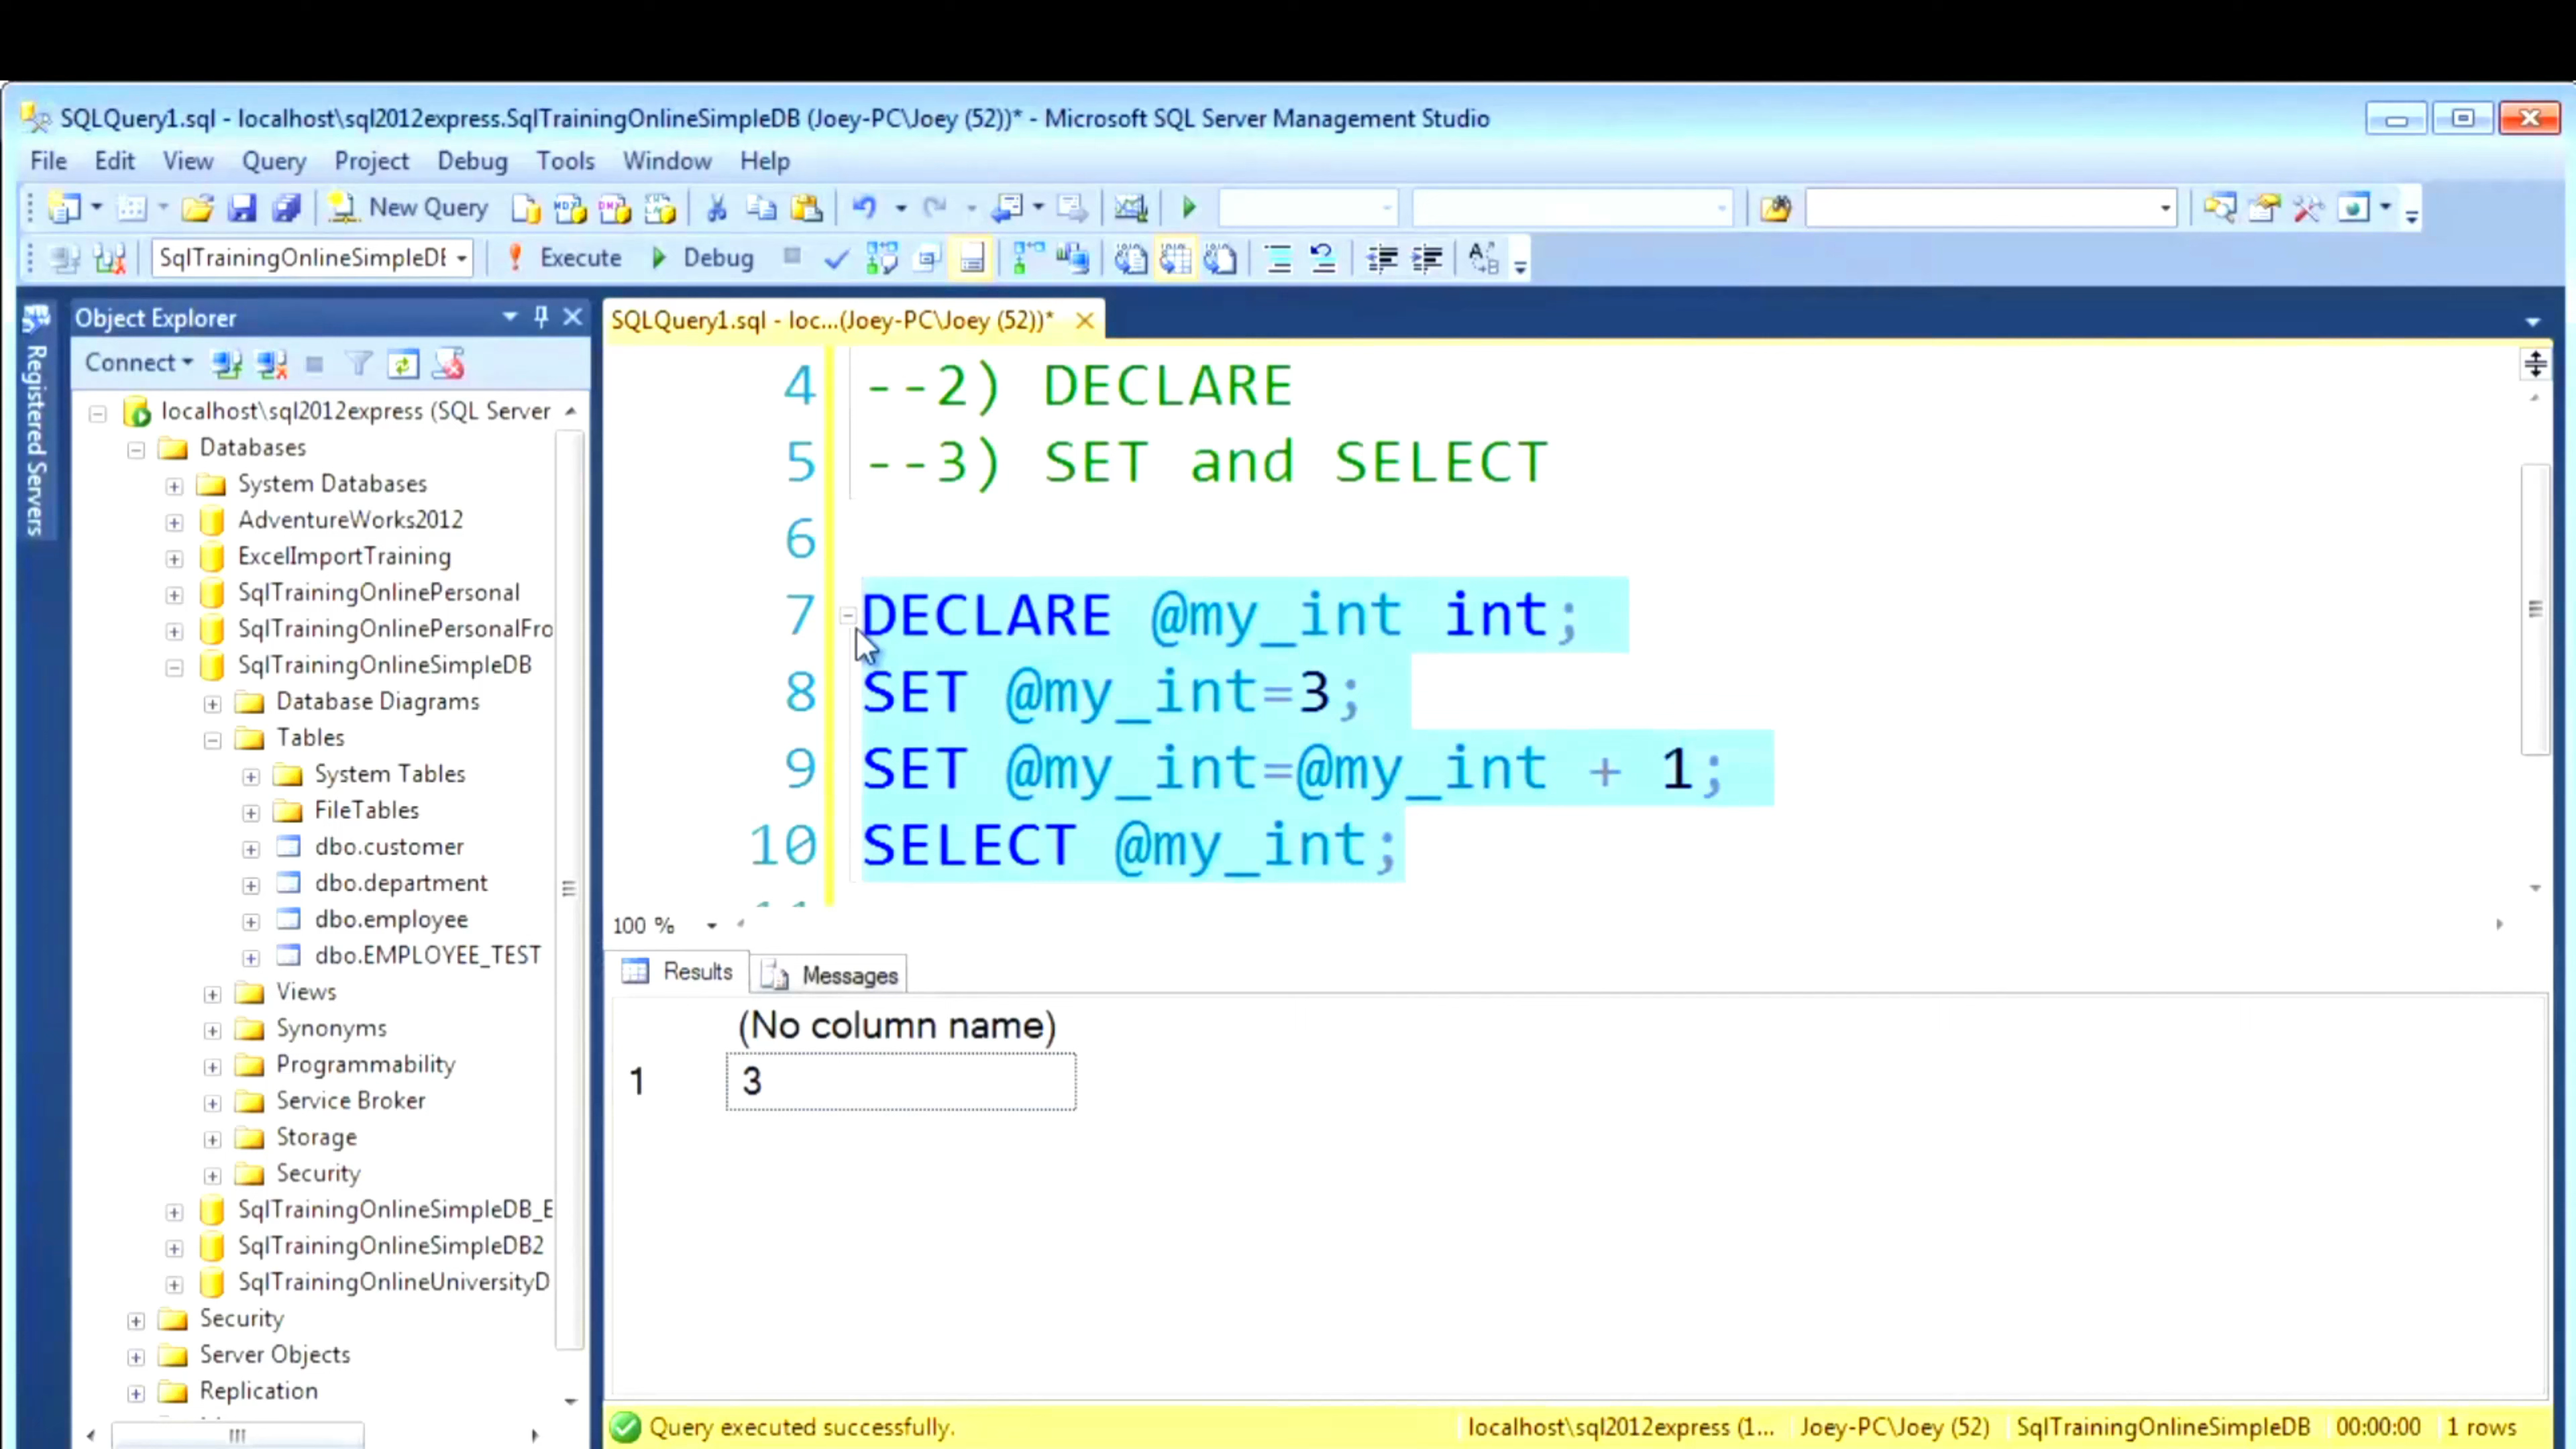 SQLQuery1.sql - localhost\sql2012express.SqlTrainingOnlineSimpleDB (Joey-PC\Joey (52))* - Microsoft SQL Server Management Studio
File Edit View Query Project Debug Tools Window Help
New Query
SqlTrainingOnlineSimpleDE Execute Debug
Registered Servers
Object Explorer
Connect
localhost\sql2012express (SQL Server
Databases
System Databases
AdventureWorks2012
ExcelImportTraining
SqlTrainingOnlinePersonal
SqlTrainingOnlinePersonalFro
SqlTrainingOnlineSimpleDB
Database Diagrams
Tables
System Tables
FileTables
dbo.customer
dbo.department
dbo.employee
dbo.EMPLOYEE_TEST
Views
Synonyms
Programmability
Service Broker
Storage
Security
SqlTrainingOnlineSimpleDB_E
SqlTrainingOnlineSimpleDB2
SqlTrainingOnlineUniversityD
Security
Server Objects
Replication
SQLQuery1.sql - loc...(Joey-PC\Joey (52))*
4 --2) DECLARE
5 --3) SET and SELECT
6
7 DECLARE @my_int int;
8 SET @my_int=3;
9 SET @my_int=@my_int + 1;
10 SELECT @my_int;
100 %
Results Messages
(No column name)
1 3
Query executed successfully. localhost\sql2012express (1... Joey-PC\Joey (52) SqlTrainingOnlineSimpleDB 00:00:00 1 rows